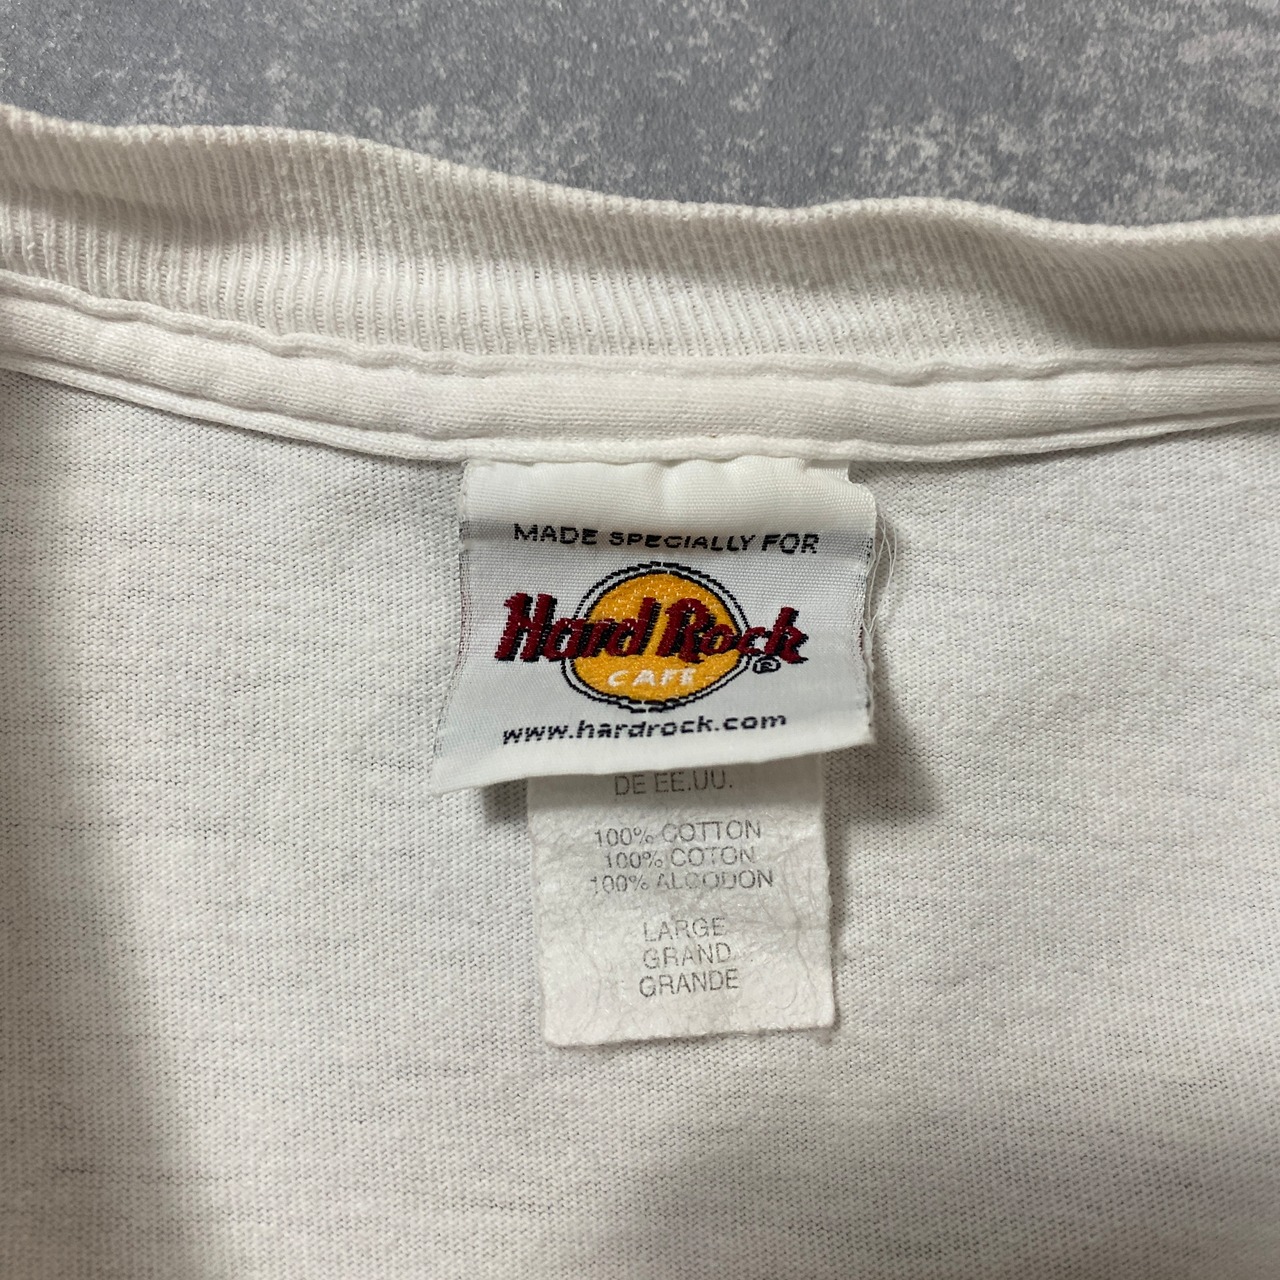 MADE SPECIALLY FOR
Hard Rock ®
CAFE
www.hardrock.com
DE EE.UU.
100% COTTON
100% COTON
100% ALGODON
LARGE
GRAND
GRANDE